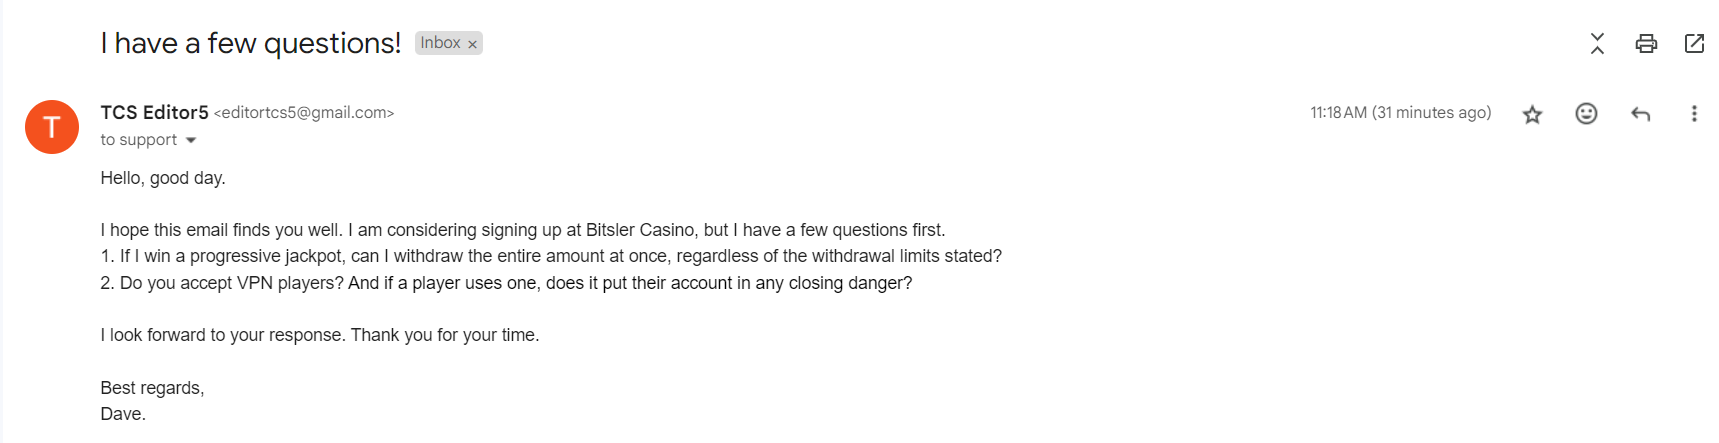 I have a few questions! Inbox ×
T
TCS Editor5 <editortcs5@gmail.com> 11:18 AM (31 minutes ago)
to support
Hello, good day.
I hope this email finds you well. I am considering signing up at Bitsler Casino, but I have a few questions first.
1. If I win a progressive jackpot, can I withdraw the entire amount at once, regardless of the withdrawal limits stated?
2. Do you accept VPN players? And if a player uses one, does it put their account in any closing danger?
I look forward to your response. Thank you for your time.
Best regards,
Dave.